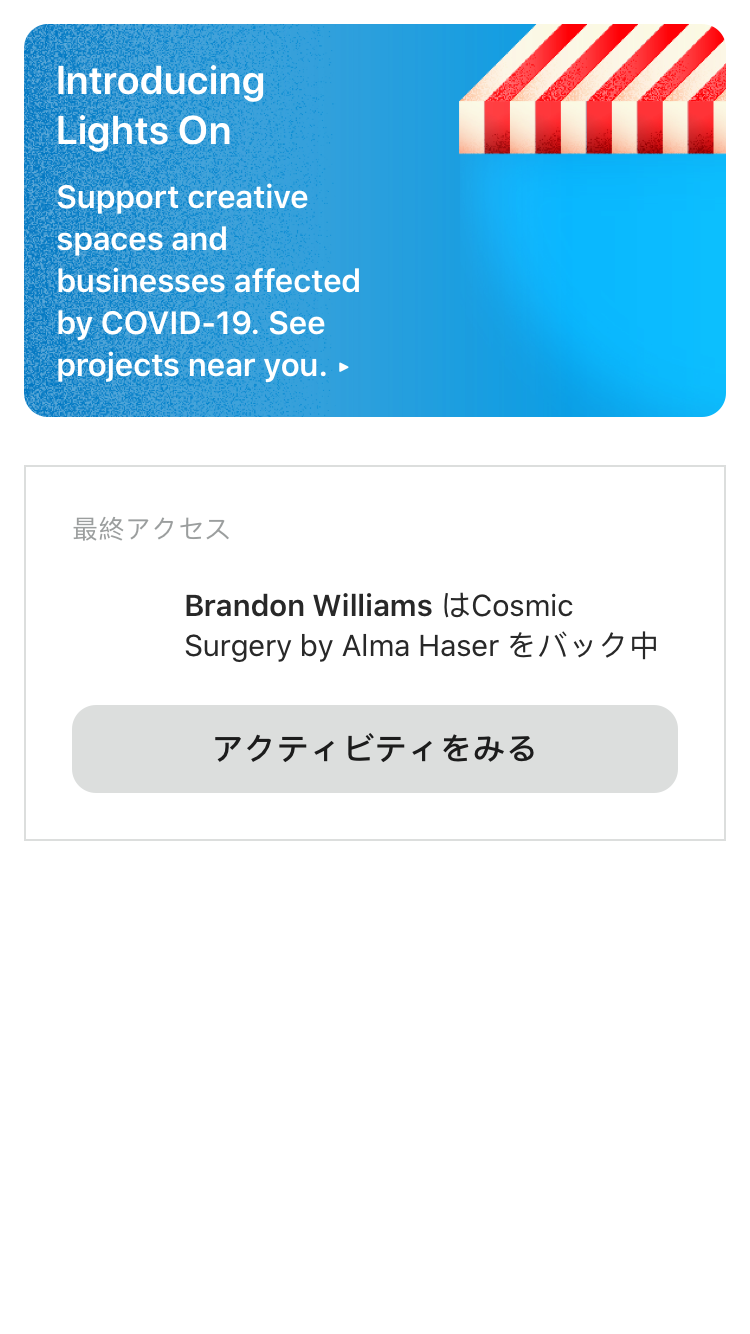 Introducing
Lights On
Support creative
spaces and
businesses affected
by COVID-19. See
projects near you. ▸
最終アクセス
Brandon Williams はCosmic
Surgery by Alma Haser をバック中
アクティビティをみる